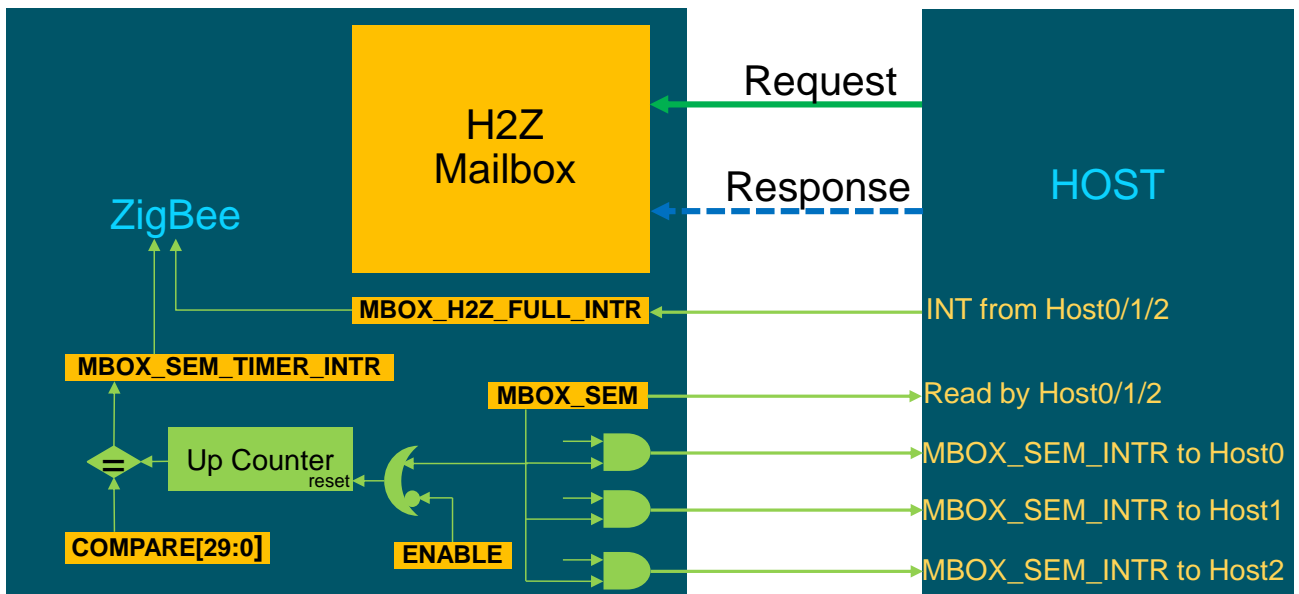 Request
H2Z
Mailbox
Response
HOST
ZigBee
MBOX_H2Z_FULL_INTR
INT from Host0/1/2
MBOX_SEM_TIMER_INTR
MBOX_SEM
Read by Host0/1/2
=
Up Counter
reset
MBOX_SEM_INTR to Host0
MBOX_SEM_INTR to Host1
COMPARE[29:0]
ENABLE
MBOX_SEM_INTR to Host2